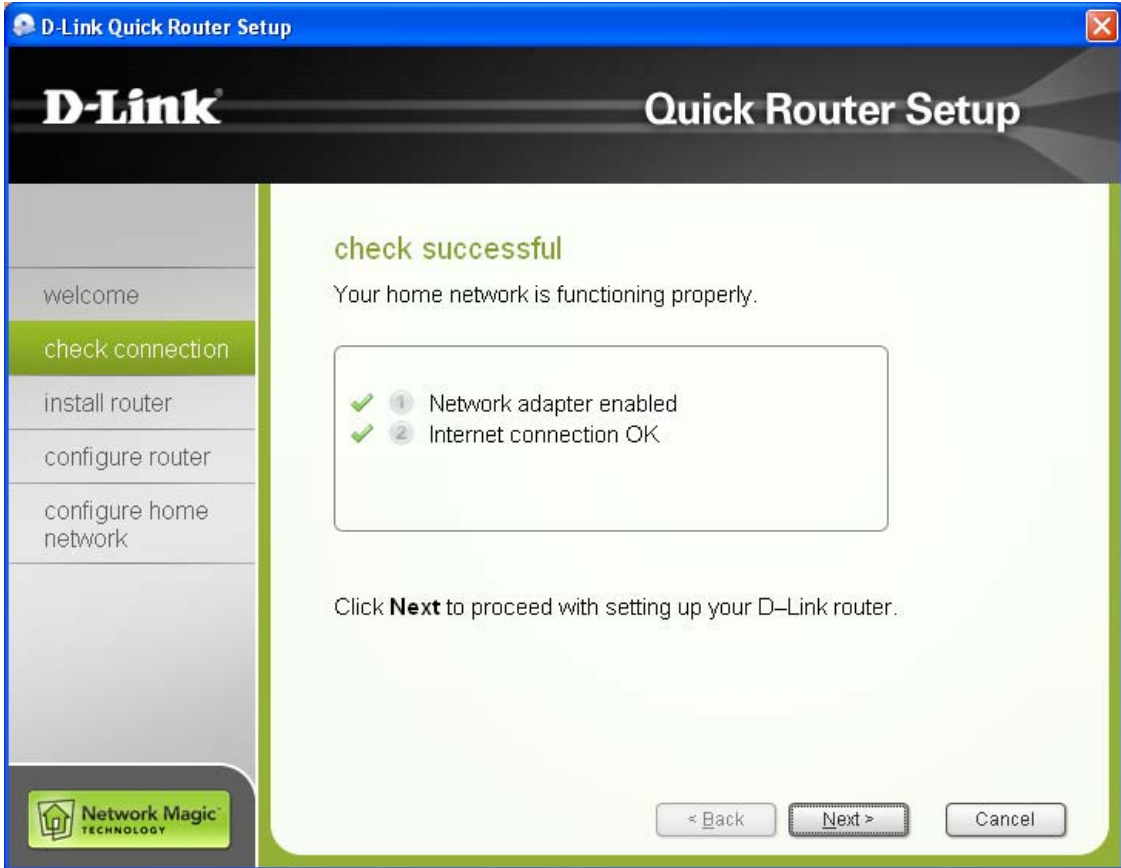 D-Link Quick Router Setup
D-Link®
Quick Router Setup
welcome
check connection
install router
configure router
configure home
network
Network Magic
TECHNOLOGY
check successful
Your home network is functioning properly.
1 Network adapter enabled
2 Internet connection OK
Click Next to proceed with setting up your D–Link router.
< Back
Next >
Cancel